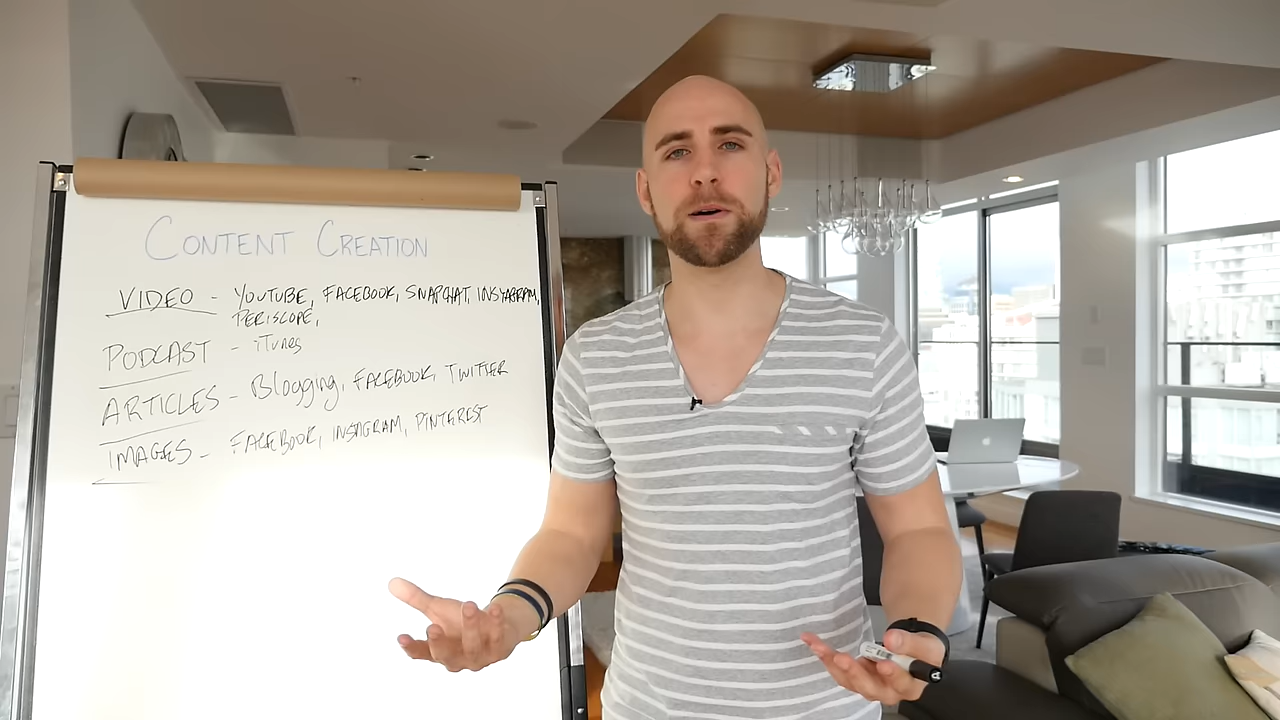 CONTENT CREATION
VIDEO - YOUTUBE, FACEBOOK, SNAPCHAT, INSTAGRAM,
PERISCOPE,
PODCAST - iTunes
ARTICLES - Blogging, FACEBOOK, TWITTER
IMAGES - FACEBOOK, INSTAGRAM, PINTEREST